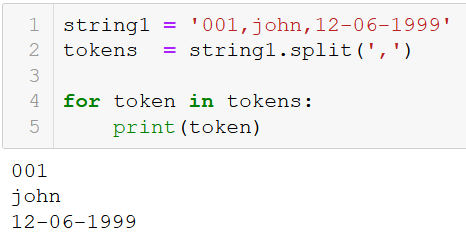 1 string1 = '001,john,12-06-1999'
2 tokens  = string1.split(',')
3
4 for token in tokens:
5     print(token)
001
john
12-06-1999